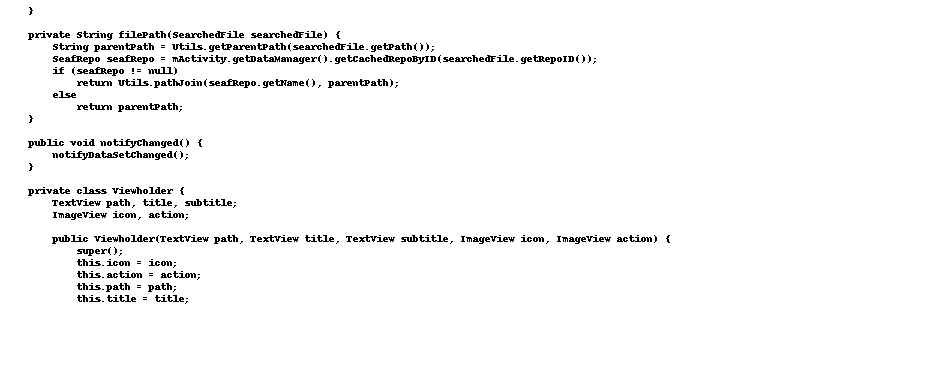 }

    private String filePath(SearchedFile searchedFile) {
        String parentPath = Utils.getParentPath(searchedFile.getPath());
        SeafRepo seafRepo = mActivity.getDataManager().getCachedRepoByID(searchedFile.getRepoID());
        if (seafRepo != null)
            return Utils.pathJoin(seafRepo.getName(), parentPath);
        else
            return parentPath;
    }

    public void notifyChanged() {
        notifyDataSetChanged();
    }

    private class Viewholder {
        TextView path, title, subtitle;
        ImageView icon, action;

        public Viewholder(TextView path, TextView title, TextView subtitle, ImageView icon, ImageView action) {
            super();
            this.icon = icon;
            this.action = action;
            this.path = path;
            this.title = title;